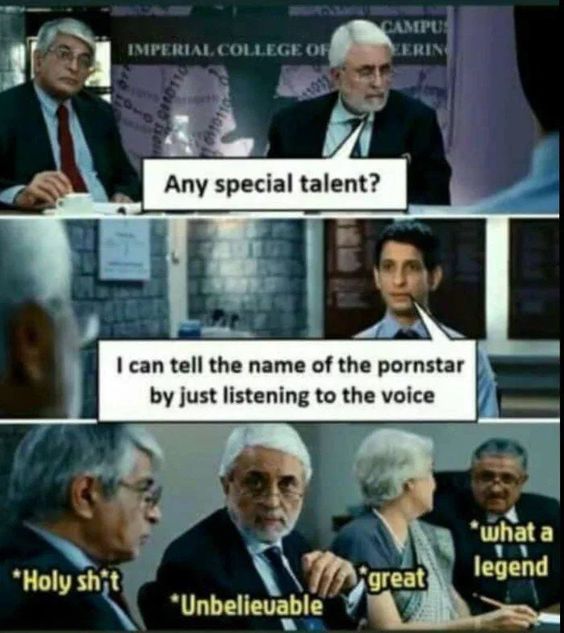 CAMPUS
IMPERIAL COLLEGE OF
EERIN
Any special talent?
I can tell the name of the pornstar
by just listening to the voice
*Holy sh*t
*Unbelievable
*great
*what a
legend